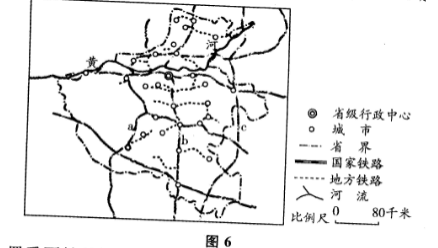 黄
河
a
b
c
省级行政中心
城 市
省 界
国家铁路
地方铁路
河 流
比例尺 0 80千米
图 6